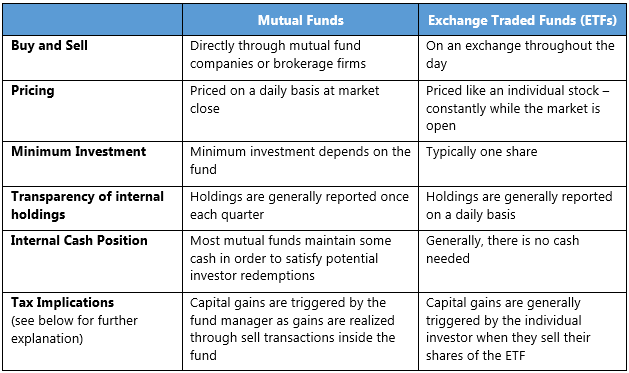 Mutual Funds
Exchange Traded Funds (ETFs)
Buy and Sell
Directly through mutual fund
companies or brokerage firms
On an exchange throughout the
day
Pricing
Priced on a daily basis at market
close
Priced like an individual stock –
constantly while the market is
open
Minimum Investment
Minimum investment depends on the
fund
Typically one share
Transparency of internal
holdings
Holdings are generally reported once
each quarter
Holdings are generally reported
on a daily basis
Internal Cash Position
Most mutual funds maintain some
cash in order to satisfy potential
investor redemptions
Generally, there is no cash
needed
Tax Implications
(see below for further
explanation)
Capital gains are triggered by the
fund manager as gains are realized
through sell transactions inside the
fund
Capital gains are generally
triggered by the individual
investor when they sell their
shares of the ETF